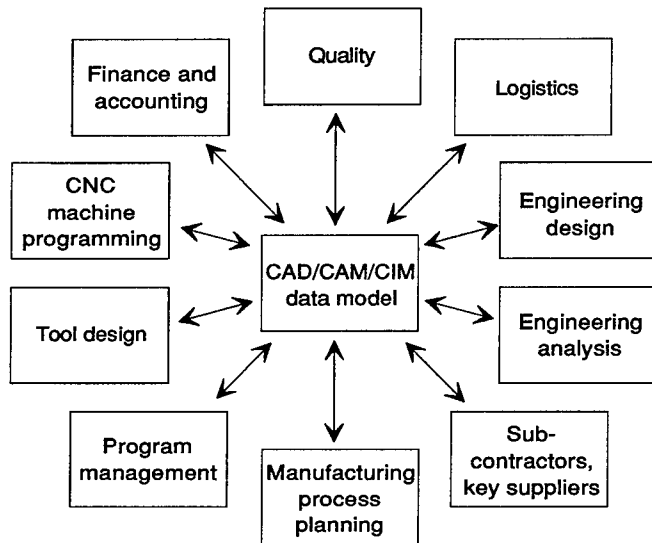 Quality
Finance and
accounting
Logistics
CNC
machine
programming
Engineering
design
CAD/CAM/CIM
data model
Tool design
Engineering
analysis
Program
management
Manufacturing
process
planning
Sub-
contractors,
key suppliers